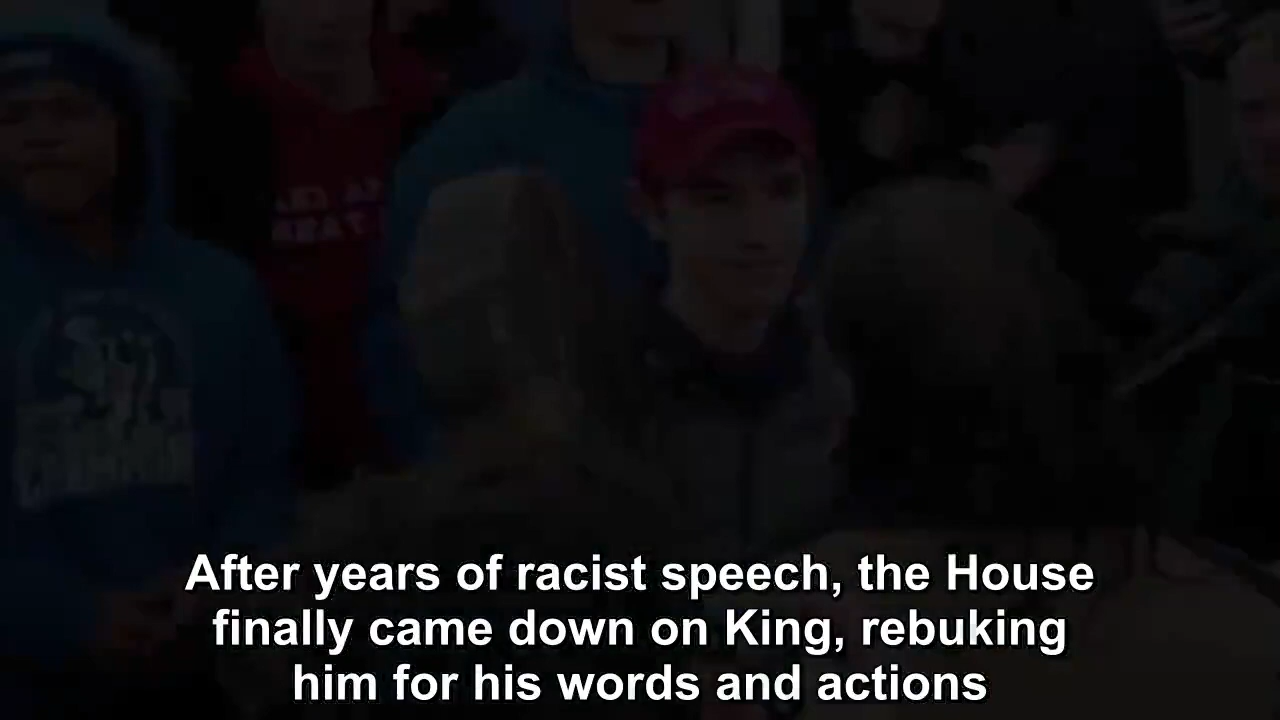 After years of racist speech, the House
finally came down on King, rebuking
him for his words and actions